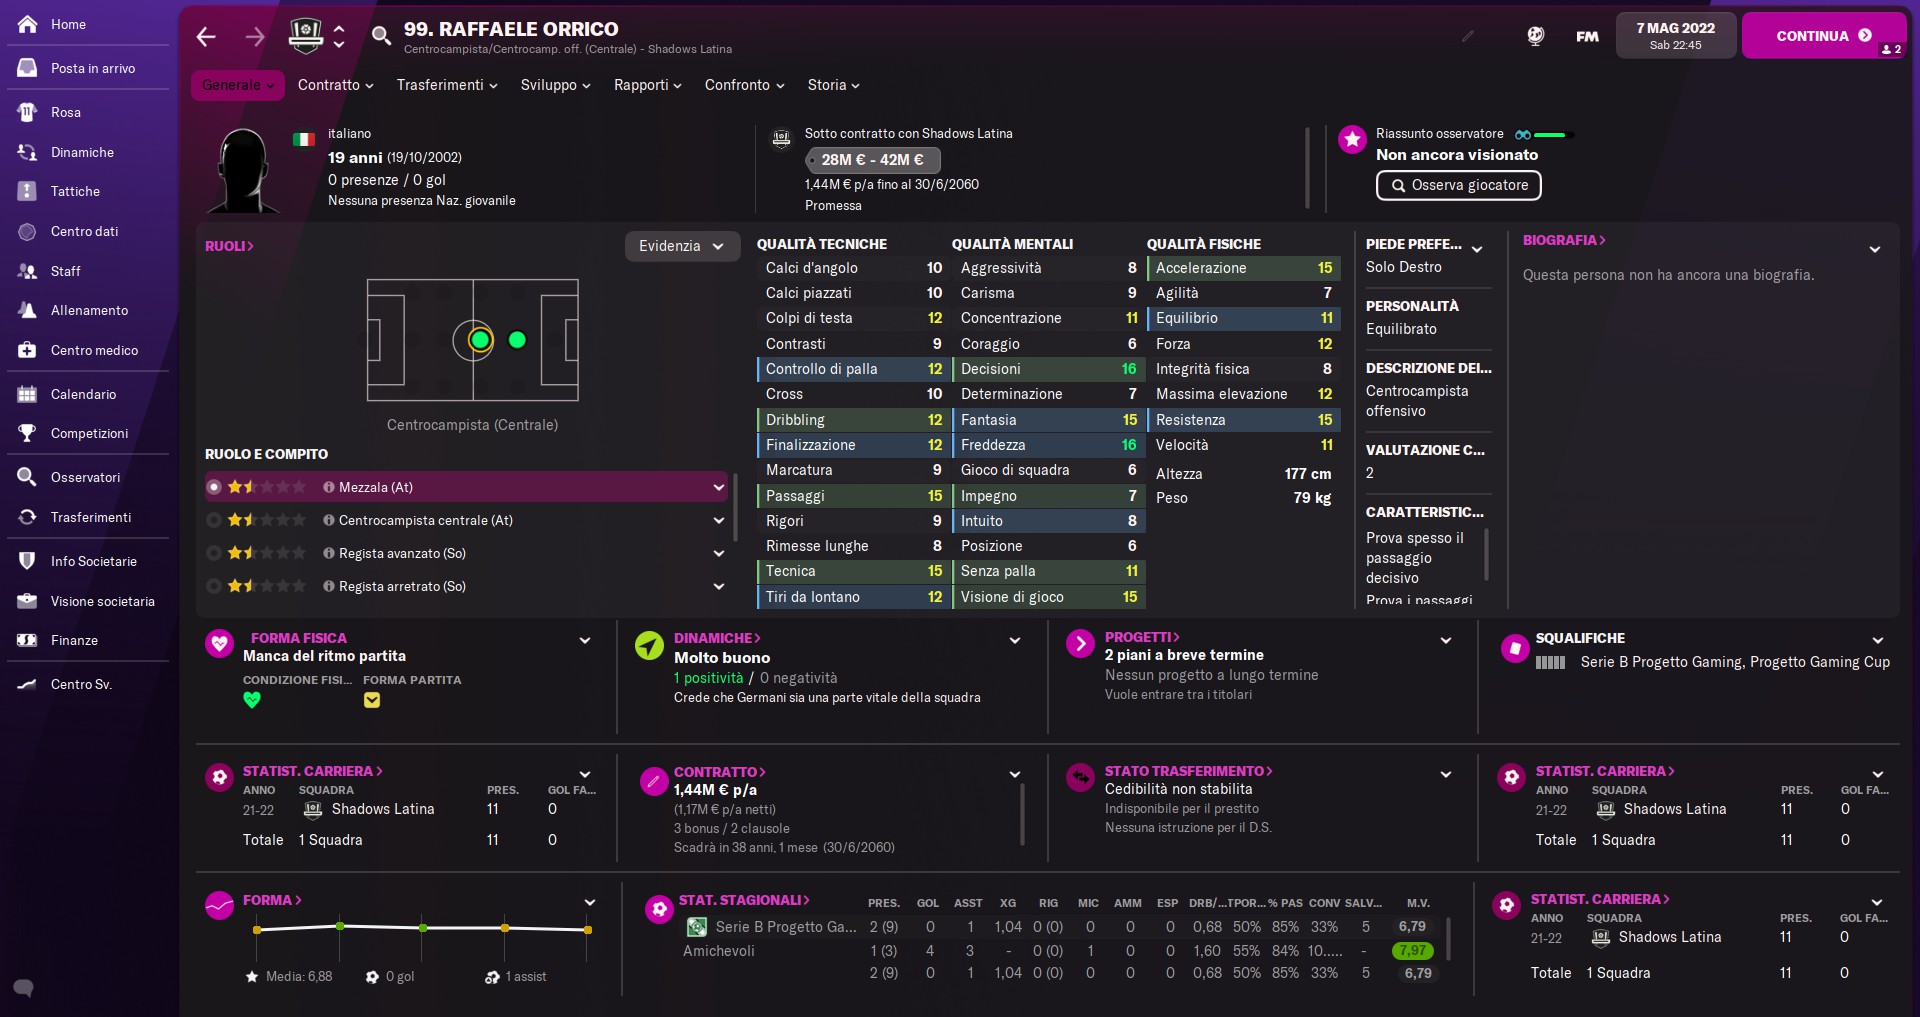 Home
Posta in arrivo
Rosa
Dinamiche
Tattiche
Centro dati
Staff
Allenamento
Centro medico
Calendario
Competizioni
Osservatori
Trasferimenti
Info Societarie
Visione societaria
Finanze
Centro Sv.
99. RAFFAELE ORRICO
Centrocampista/Centrocamp. off. (Centrale) - Shadows Latina
FM
7 MAG 2022
Sab 22:45
CONTINUA
2
Generale
Contratto
Trasferimenti
Sviluppo
Rapporti
Confronto
Storia
italiano
19 anni (19/10/2002)
0 presenze / 0 gol
Nessuna presenza Naz. giovanile
Sotto contratto con Shadows Latina
28M € - 42M €
1,44M € p/a fino al 30/6/2060
Promessa
Riassunto osservatore
Non ancora visionato
Osserva giocatore
RUOLI
Evidenzia
Centrocampista (Centrale)
RUOLO E COMPITO
Mezzala (At)
Centrocampista centrale (At)
Regista avanzato (So)
Regista arretrato (So)
QUALITÀ TECNICHE
Calci d'angolo 10
Calci piazzati 10
Colpi di testa 12
Contrasti 9
Controllo di palla 12
Cross 10
Dribbling 12
Finalizzazione 12
Marcatura 9
Passaggi 15
Rigori 9
Rimesse lunghe 8
Tecnica 15
Tiri da lontano 12
QUALITÀ MENTALI
Aggressività 8
Carisma 9
Concentrazione 11
Coraggio 6
Decisioni 16
Determinazione 7
Fantasia 15
Freddezza 16
Gioco di squadra 6
Impegno 7
Intuito 8
Posizione 6
Senza palla 11
Visione di gioco 15
QUALITÀ FISICHE
Accelerazione 15
Agilità 7
Equilibrio 11
Forza 12
Integrità fisica 8
Massima elevazione 12
Resistenza 15
Velocità 11
Altezza 177 cm
Peso 79 kg
PIEDE PREFE...
Solo Destro
PERSONALITÀ
Equilibrato
DESCRIZIONE DEI...
Centrocampista
offensivo
VALUTAZIONE C...
2
CARATTERISTIC...
Prova spesso il
passaggio
decisivo
Prova i passaggi
BIOGRAFIA
Questa persona non ha ancora una biografia.
FORMA FISICA
Manca del ritmo partita
CONDIZIONE FISI... FORMA PARTITA
DINAMICHE
Molto buono
1 positività / 0 negatività
Crede che Germani sia una parte vitale della squadra
PROGETTI
2 piani a breve termine
Nessun progetto a lungo termine
Vuole entrare tra i titolari
SQUALIFICHE
Serie B Progetto Gaming, Progetto Gaming Cup
STATIST. CARRIERA
ANNO SQUADRA PRES. GOL FA...
21-22 Shadows Latina 11 0
Totale 1 Squadra 11 0
CONTRATTO
1,44M € p/a
(1,17M € p/a netti)
3 bonus / 2 clausole
Scadrà in 38 anni, 1 mese (30/6/2060)
STATO TRASFERIMENTO
Cedibilità non stabilita
Indisponibile per il prestito
Nessuna istruzione per il D.S.
STATIST. CARRIERA
ANNO SQUADRA PRES. GOL FA...
21-22 Shadows Latina 11 0
Totale 1 Squadra 11 0
FORMA
Media: 6,88 0 gol 1 assist
STAT. STAGIONALI PRES. GOL ASST XG RIG MIC AMM ESP DRB/... TPOR... % PAS CONV SALV... M.V.
Serie B Progetto Ga... 2 (9) 0 1 1,04 0 (0) 0 0 0 0,68 50% 85% 33% 5 6,79
Amichevoli 1 (3) 4 3 - 0 (0) 1 0 0 1,60 55% 84% 10..... - 7,97
2 (9) 0 1 1,04 0 (0) 0 0 0 0,68 50% 85% 33% 5 6,79
STATIST. CARRIERA
ANNO SQUADRA PRES. GOL FA...
21-22 Shadows Latina 11 0
Totale 1 Squadra 11 0